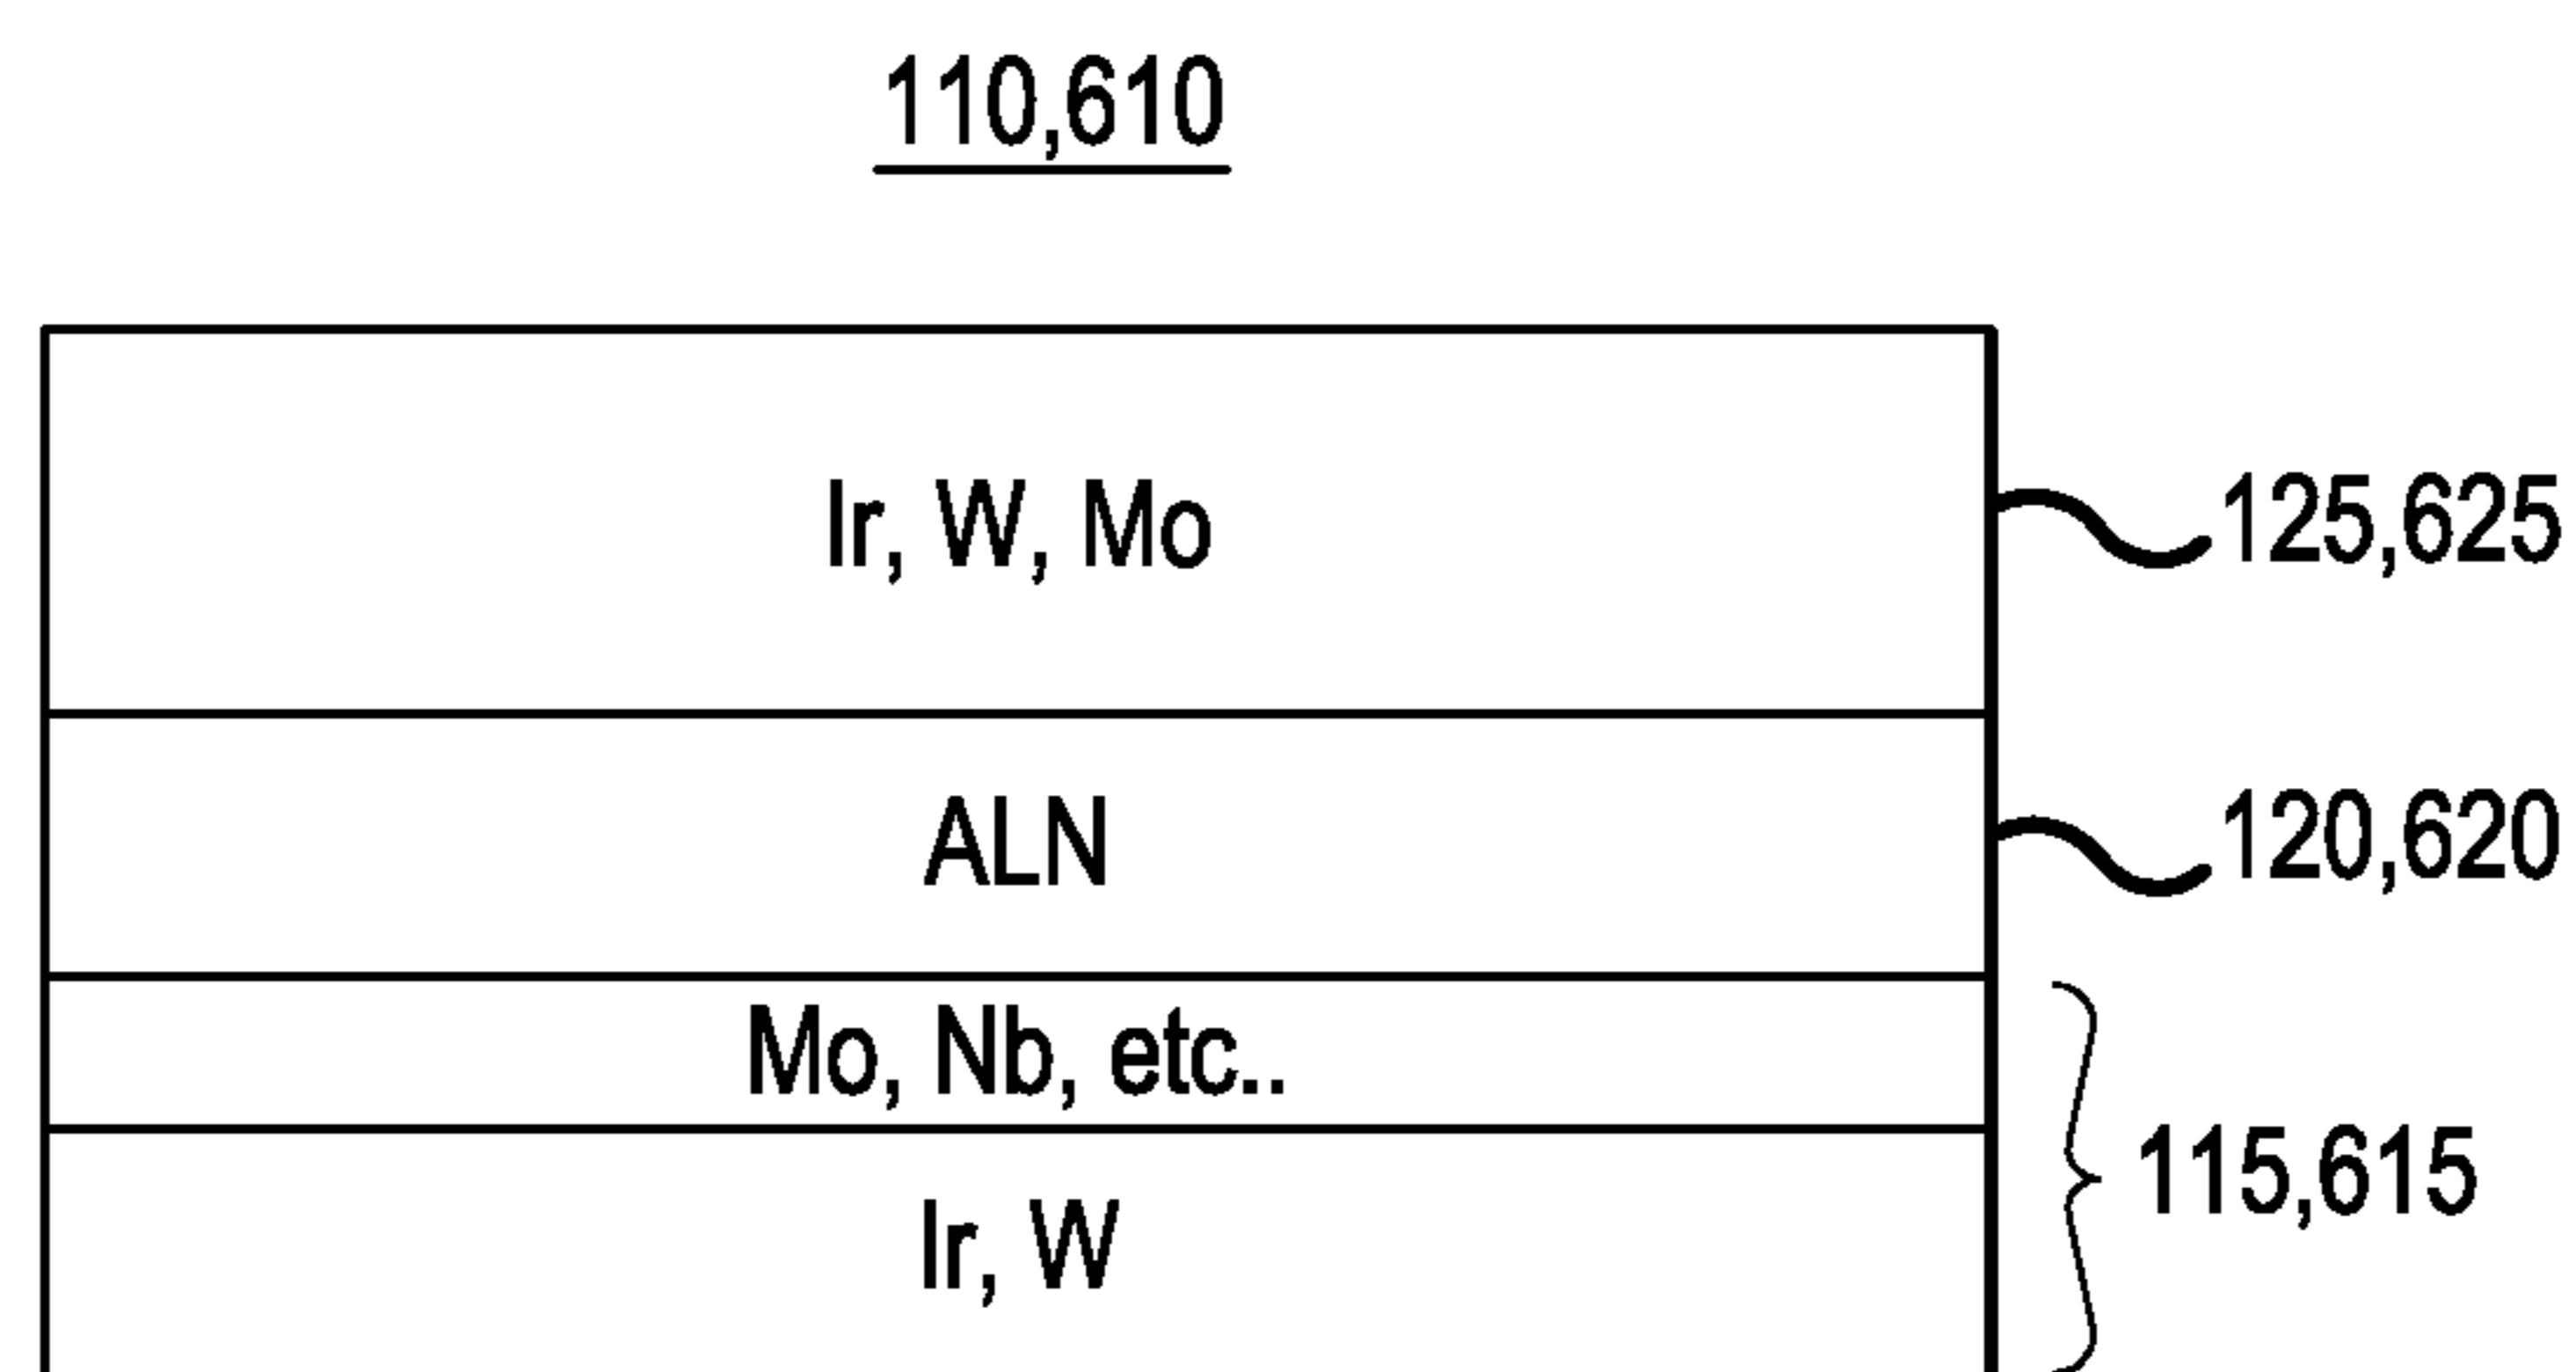 110,610
Ir, W, Mo
125,625
ALN
120,620
Mo, Nb, etc..
115,615
Ir, W